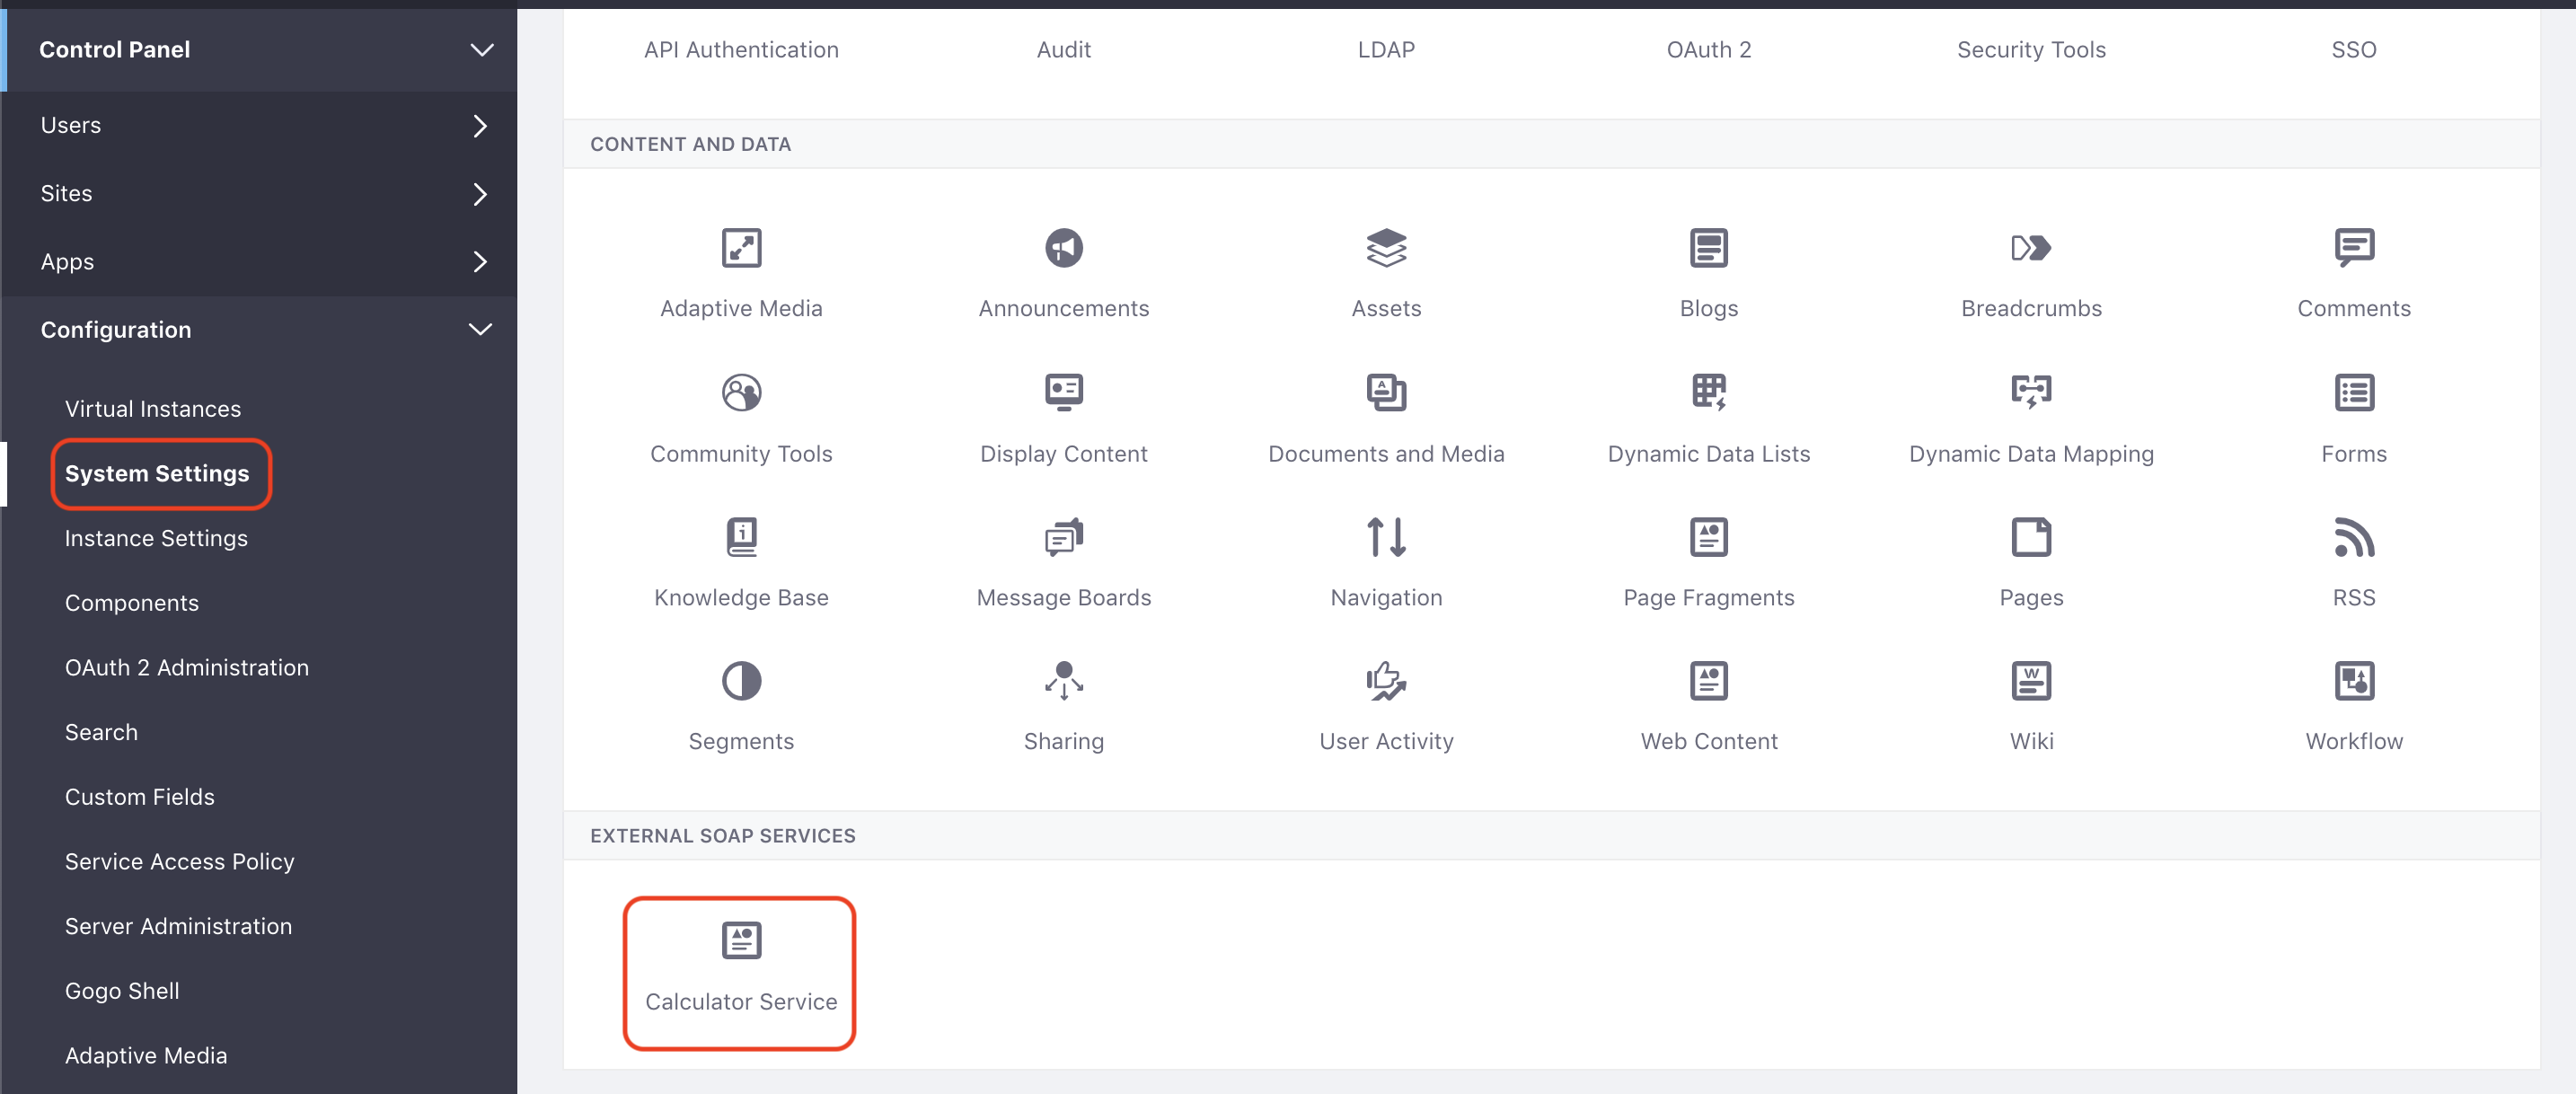 Control Panel
Users
Sites
Apps
Configuration
Virtual Instances
System Settings
Instance Settings
Components
OAuth 2 Administration
Search
Custom Fields
Service Access Policy
Server Administration
Gogo Shell
Adaptive Media
API Authentication Audit LDAP OAuth 2 Security Tools SSO
CONTENT AND DATA
Adaptive Media Announcements Assets Blogs Breadcrumbs Comments
Community Tools Display Content Documents and Media Dynamic Data Lists Dynamic Data Mapping Forms
Knowledge Base Message Boards Navigation Page Fragments Pages RSS
Segments Sharing User Activity Web Content Wiki Workflow
EXTERNAL SOAP SERVICES
Calculator Service